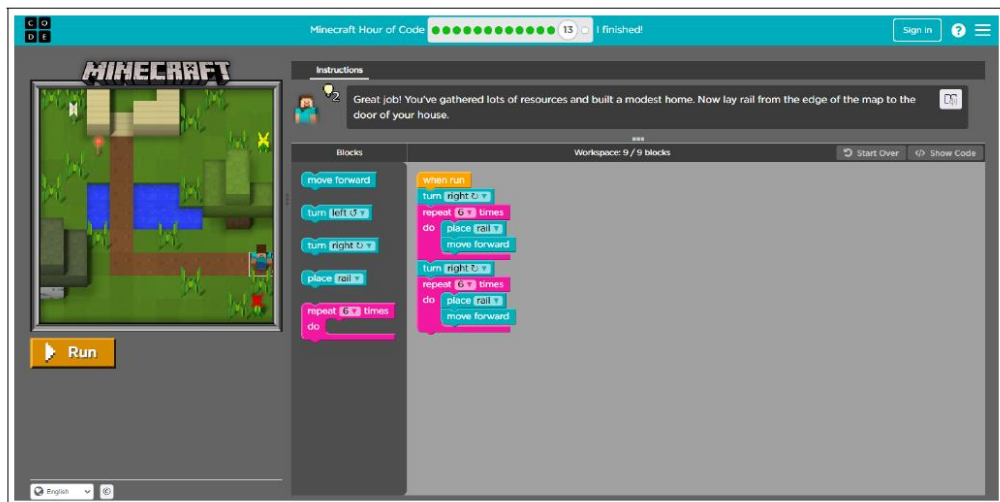 C O
D E
Minecraft Hour of Code
13
I finished!
Sign in
?
MINECRAFT
Instructions
2
Great job! You've gathered lots of resources and built a modest home. Now lay rail from the edge of the map to the
door of your house.
Blocks
Workspace: 9 / 9 blocks
Start Over
</> Show Code
move forward
turn left ↺ ▾
turn right ↻ ▾
place rail ▾
repeat 6 ▾ times
do
when run
turn right ↻ ▾
repeat 6 ▾ times
do place rail ▾
move forward
turn right ↻ ▾
repeat 6 ▾ times
do place rail ▾
move forward
Run
English
©